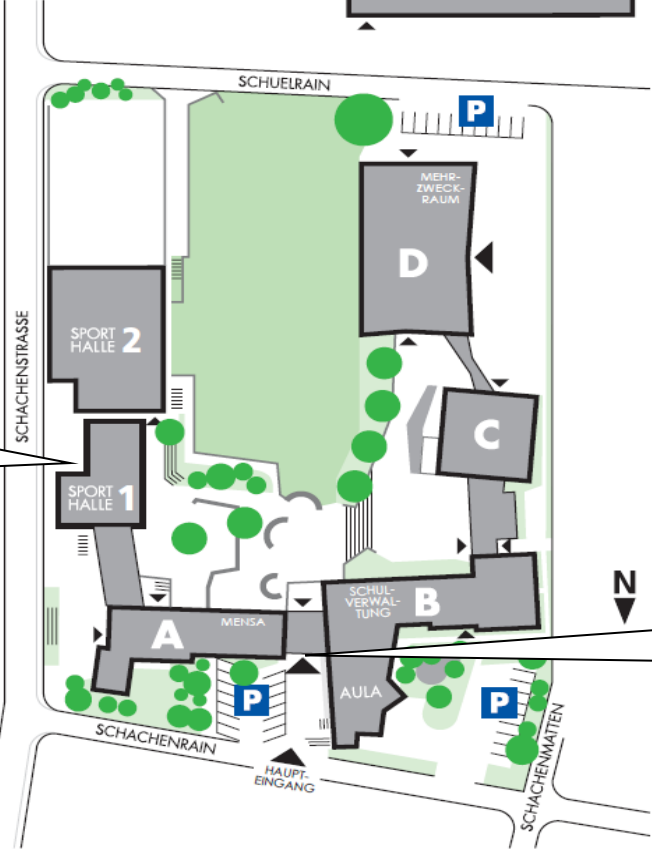 SCHUELRAIN
P
MEHR-
ZWECK-
RAUM
D
SCHACHENSTRASSE
SPORT
HALLE 2
C
SPORT
HALLE 1
N
SCHUL-
VERWAL-
TUNG
B
A
MENSA
AULA
P
P
SCHACHENRAIN
HAUPT-
EINGANG
SCHACHENMATTEN